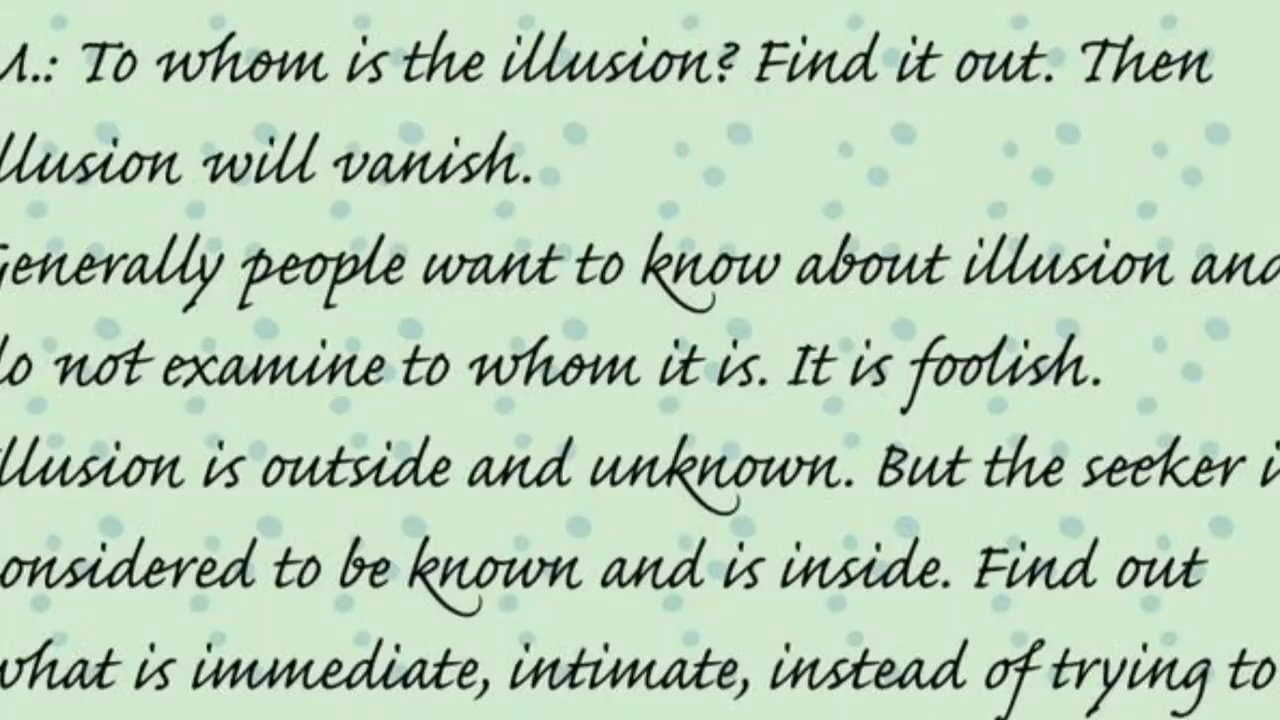 M.: To whom is the illusion? Find it out. Then
illusion will vanish.
Generally people want to know about illusion and
do not examine to whom it is. It is foolish.
Illusion is outside and unknown. But the seeker i
considered to be known and is inside. Find out
what is immediate, intimate, instead of trying to